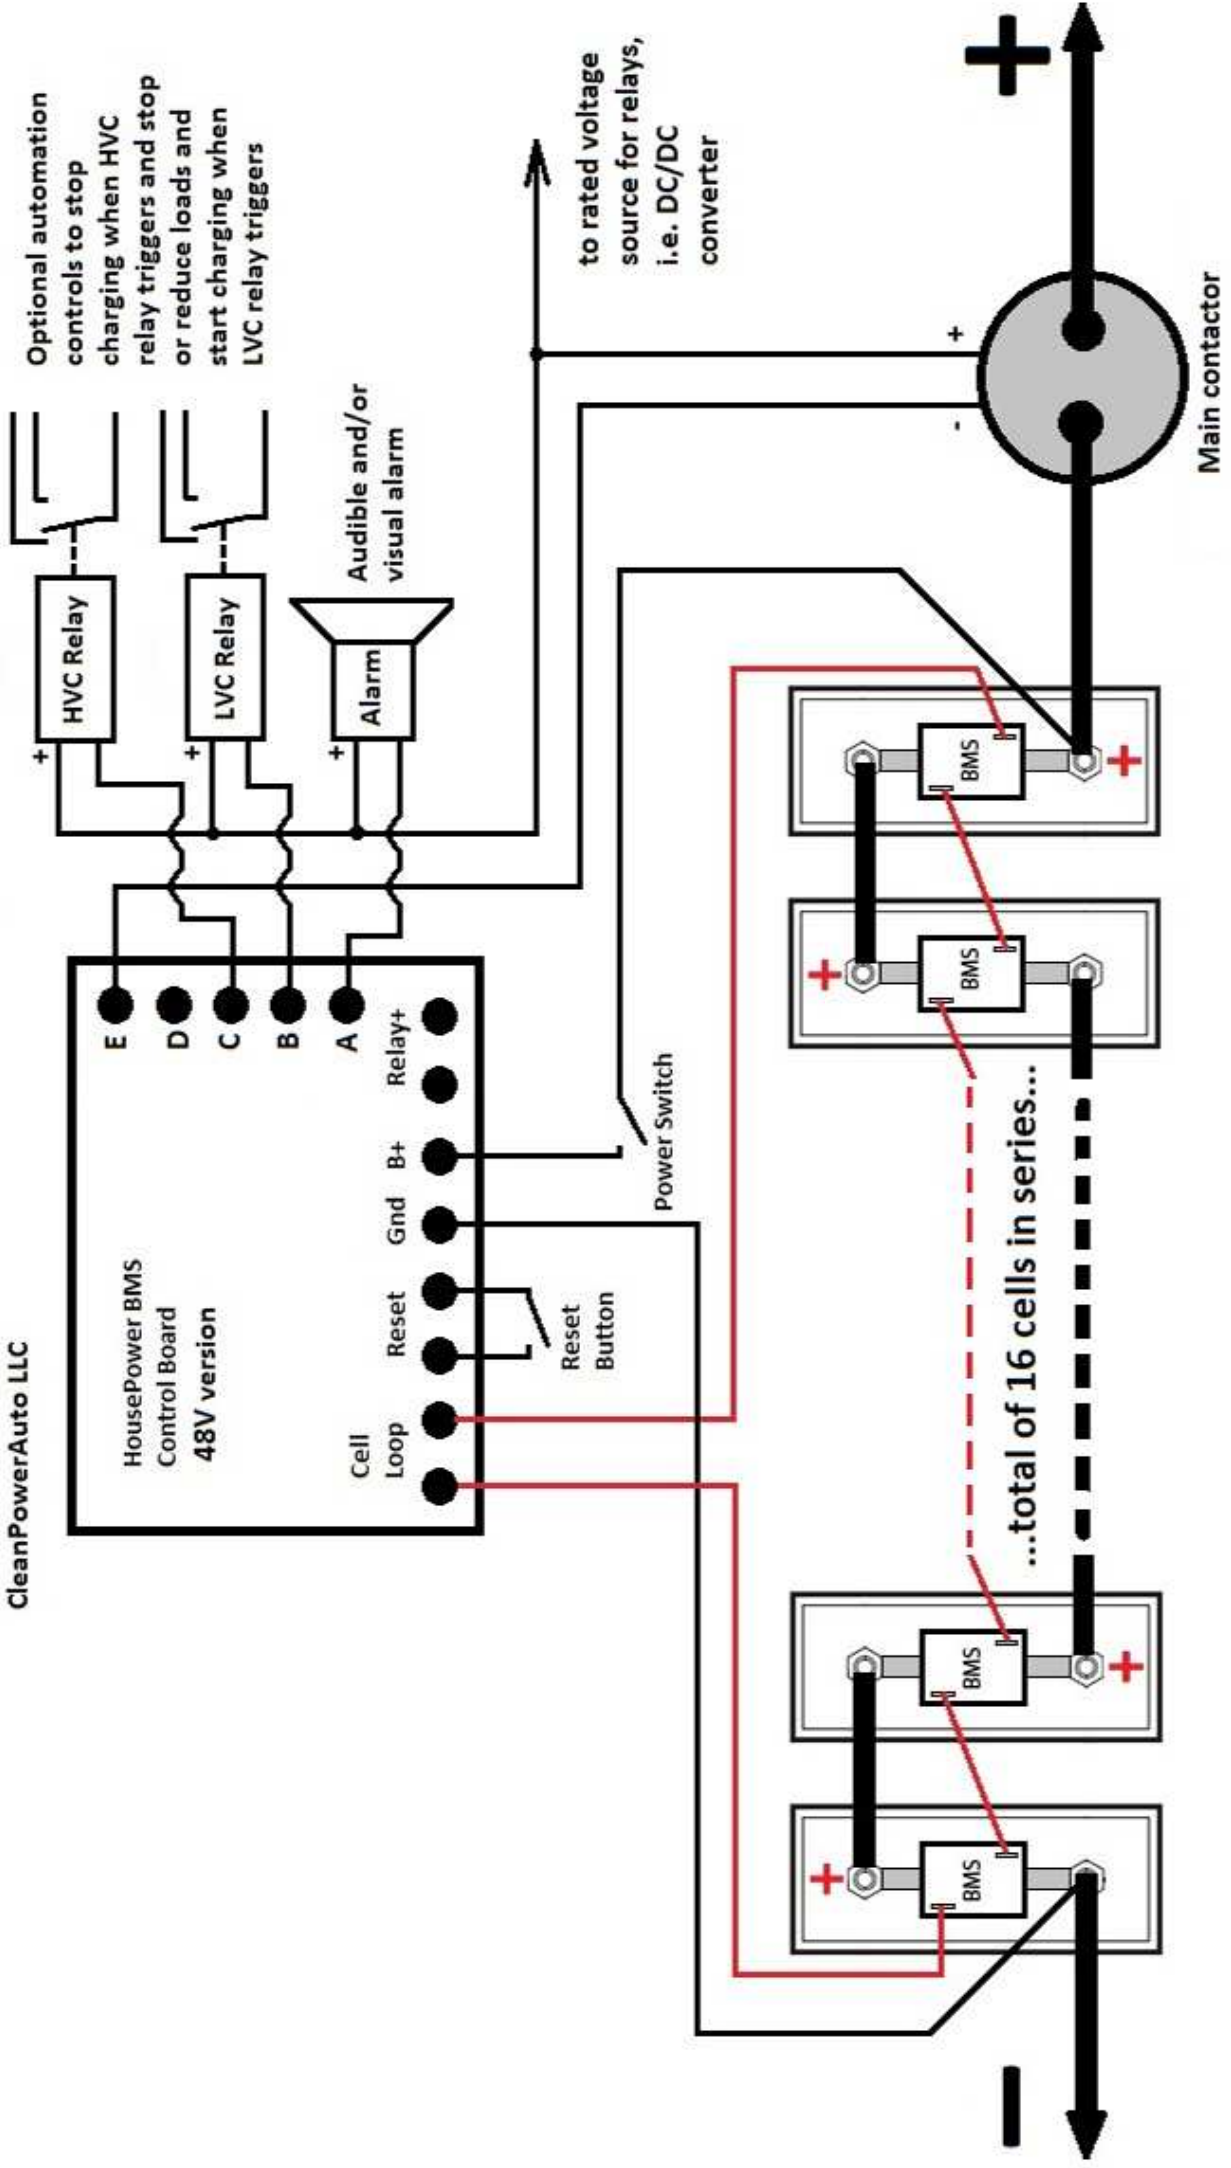 CleanPowerAuto LLC
HousePower BMS
Control Board
48V version
Cell
Loop
Reset
Gnd
B+
Relay+
E
D
C
B
A
Reset
Button
Power Switch
+
HVC Relay
+
LVC Relay
+
Alarm
Audible and/or
visual alarm
Optional automation
controls to stop
charging when HVC
relay triggers and stop
or reduce loads and
start charging when
LVC relay triggers
to rated voltage
source for relays,
i.e. DC/DC
converter
-
+
Main contactor
+
BMS
+
BMS
+
BMS
+
BMS
+
...total of 16 cells in series...
-